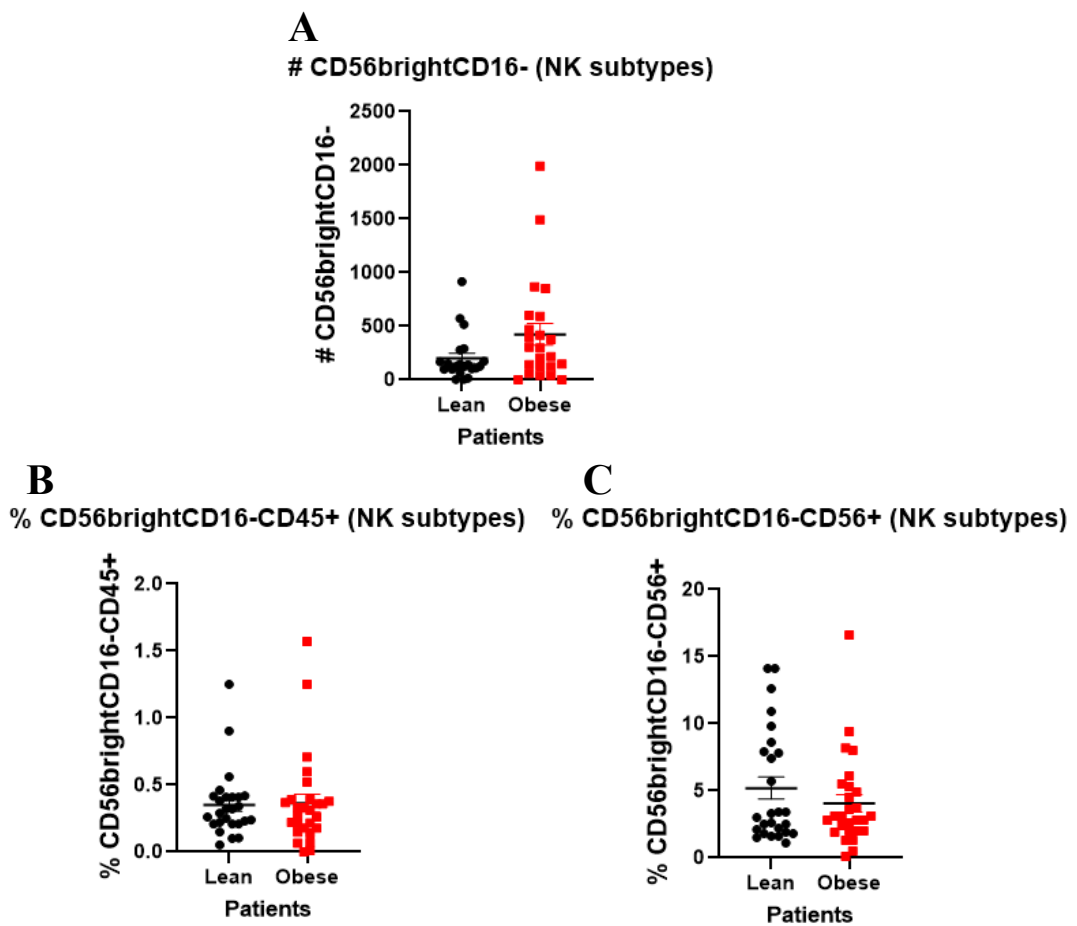 A
# CD56brightCD16- (NK subtypes)
# CD56brightCD16-
2500
2000
1500
1000
500
0
Lean
Obese
Patients
B
% CD56brightCD16-CD45+ (NK subtypes)
% CD56brightCD16-CD45+
2.0
1.5
1.0
0.5
0.0
Lean
Obese
Patients
C
% CD56brightCD16-CD56+ (NK subtypes)
% CD56brightCD16-CD56+
20
15
10
5
0
Lean
Obese
Patients